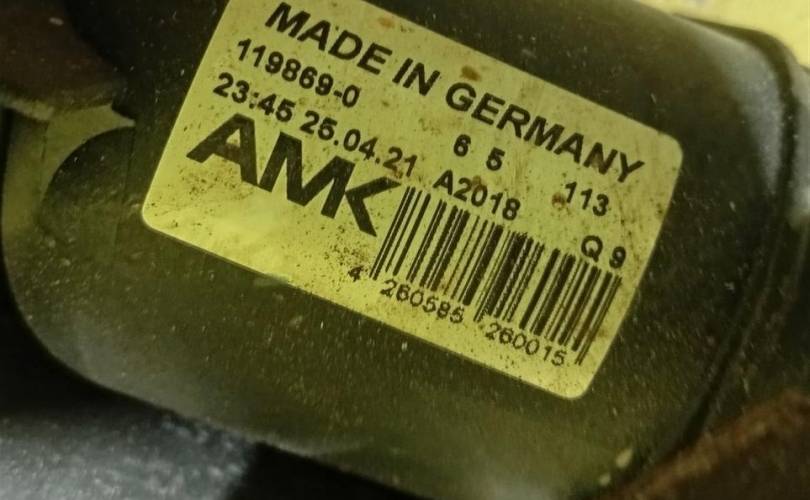 MADE IN GERMANY
119869-0 6 5 113
23:45 25.04.21 A2018 Q 9
AMK
4 260585 260015